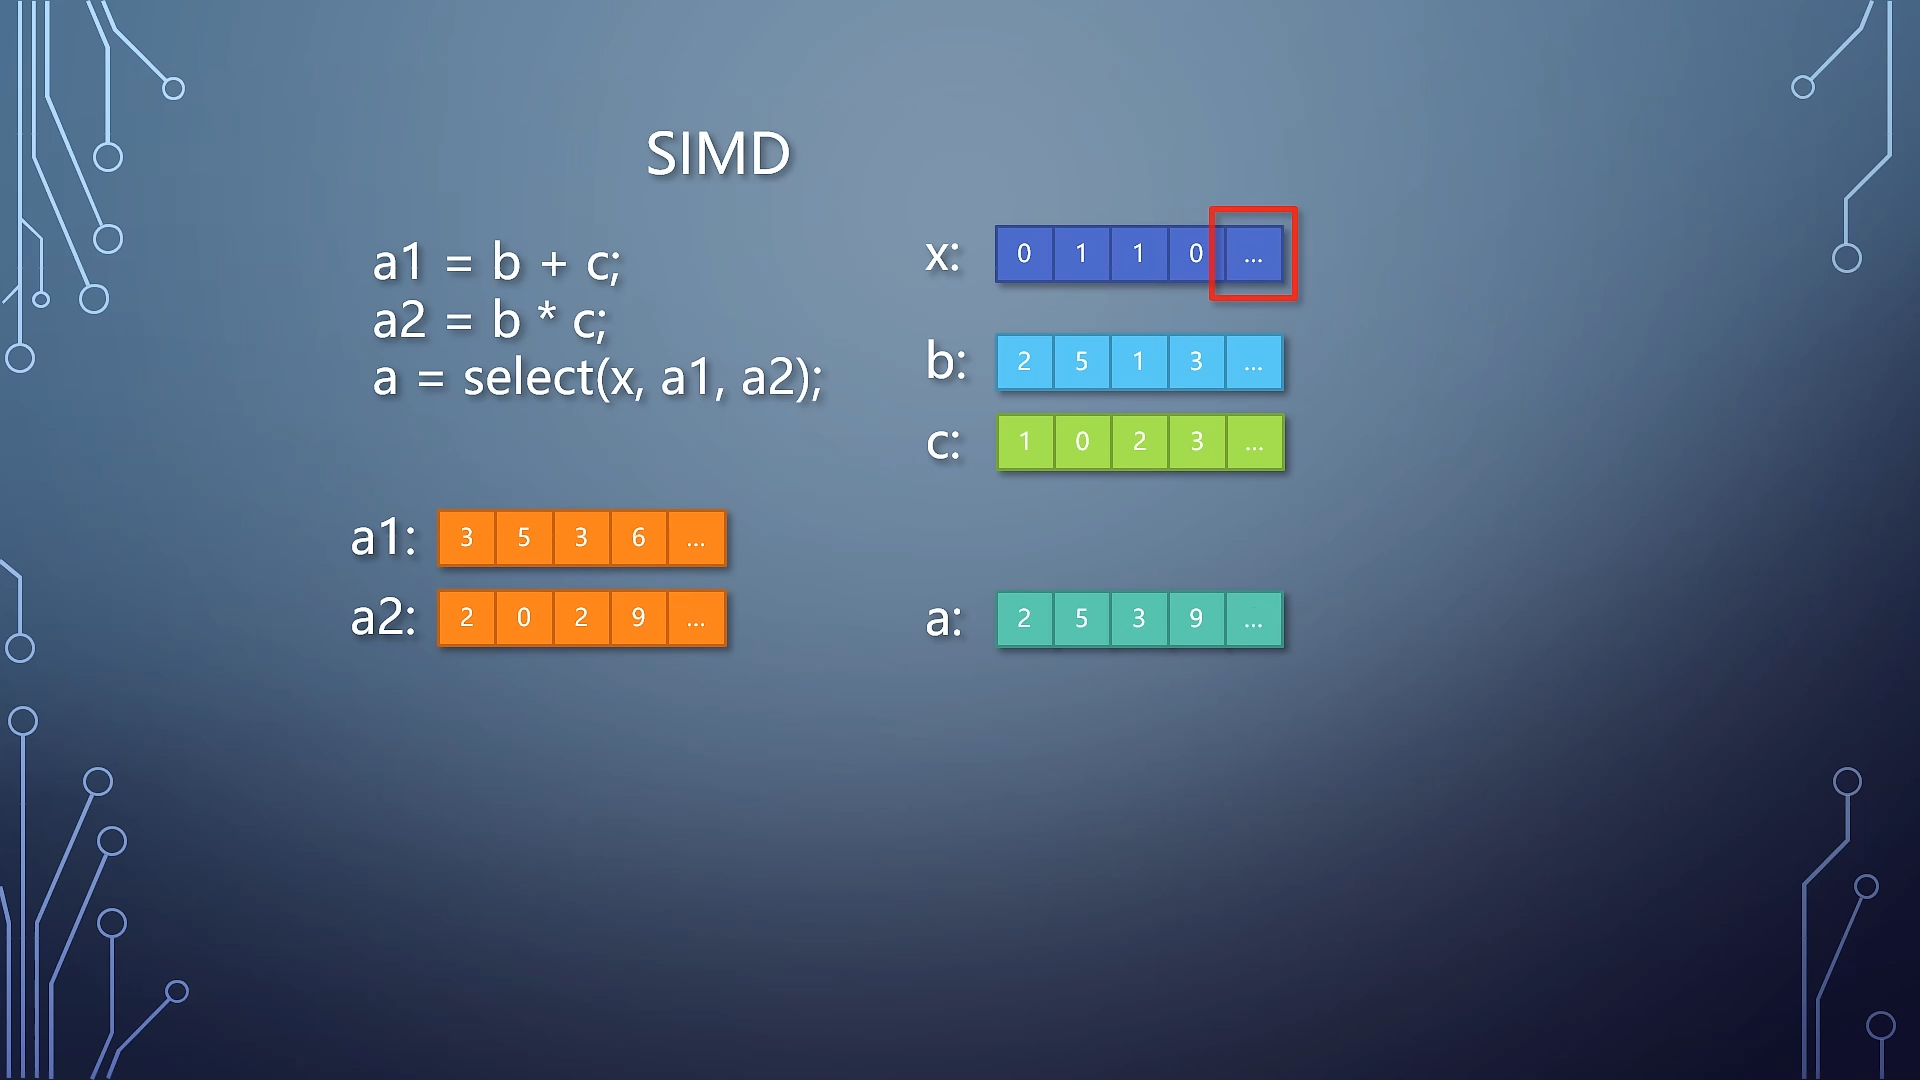 SIMD
a1 = b + c;
a2 = b * c;
a = select(x, a1, a2);
x: 0 1 1 0 ...
b: 2 5 1 3 ...
c: 1 0 2 3 ...
a1: 3 5 3 6 ...
a2: 2 0 2 9 ...
a: 2 5 3 9 ...